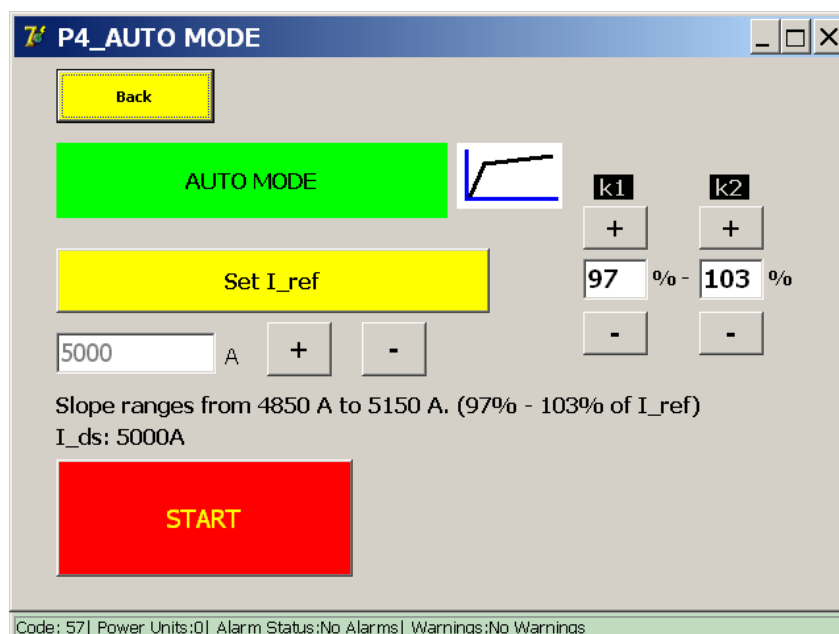 P4_AUTO MODE
Back
AUTO MODE
k1 k2
+ +
Set I_ref
97 % - 103 %
- -
5000 A + -
Slope ranges from 4850 A to 5150 A. (97% - 103% of I_ref)
I_ds: 5000A
START
Code: 57| Power Units:0| Alarm Status:No Alarms| Warnings:No Warnings